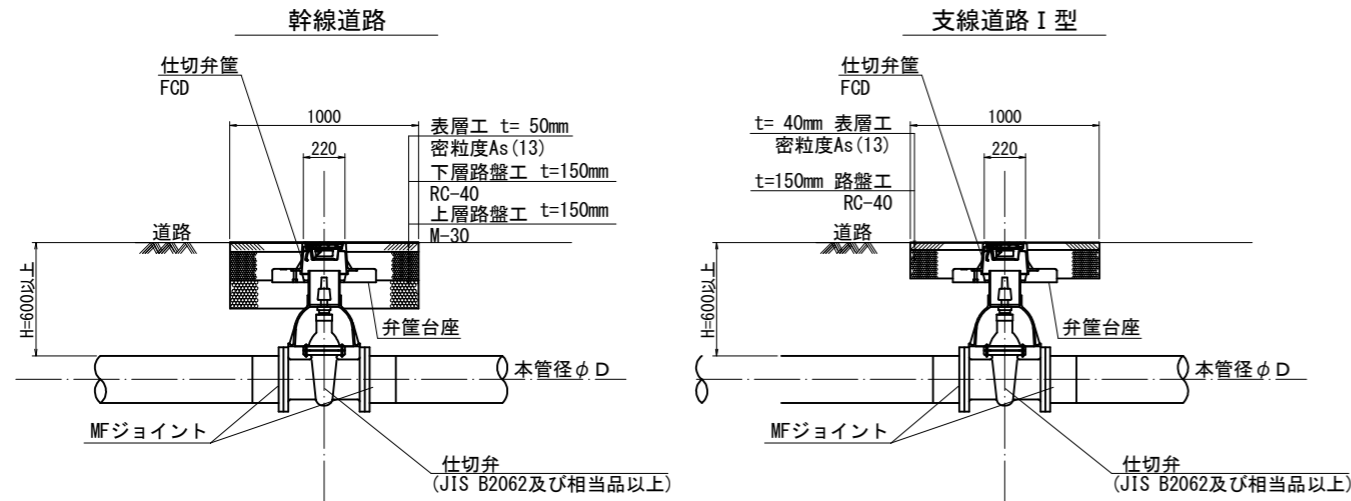 幹線道路
仕切弁筐
FCD
1000
220
表層工 t= 50mm
密粒度As(13)
下層路盤工 t=150mm
RC-40
上層路盤工 t=150mm
M-30
道路
H=600以上
弁筐台座
本管径φD
MFジョイント
仕切弁
(JIS B2062及び相当品以上)
支線道路Ⅰ型
仕切弁筐
FCD
1000
220
t= 40mm 表層工
密粒度As(13)
t=150mm 路盤工
RC-40
道路
H=600以上
弁筐台座
本管径φD
MFジョイント
仕切弁
(JIS B2062及び相当品以上)